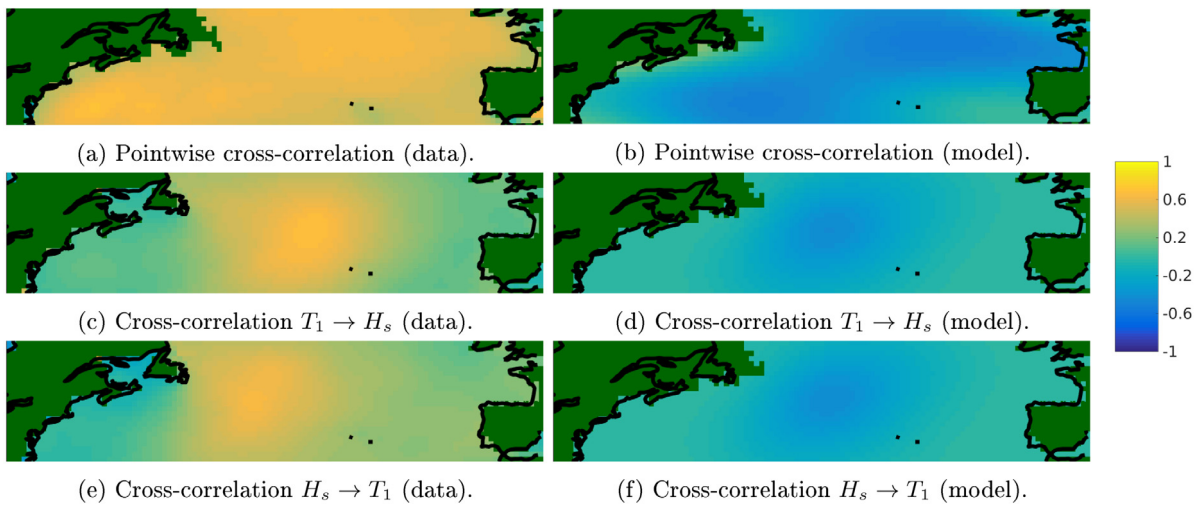 (a) Pointwise cross-correlation (data).
(b) Pointwise cross-correlation (model).
(c) Cross-correlation T₁ → Hₛ (data).
(d) Cross-correlation T₁ → Hₛ (model).
(e) Cross-correlation Hₛ → T₁ (data).
(f) Cross-correlation Hₛ → T₁ (model).
1
0.6
0.2
-0.2
-0.6
-1